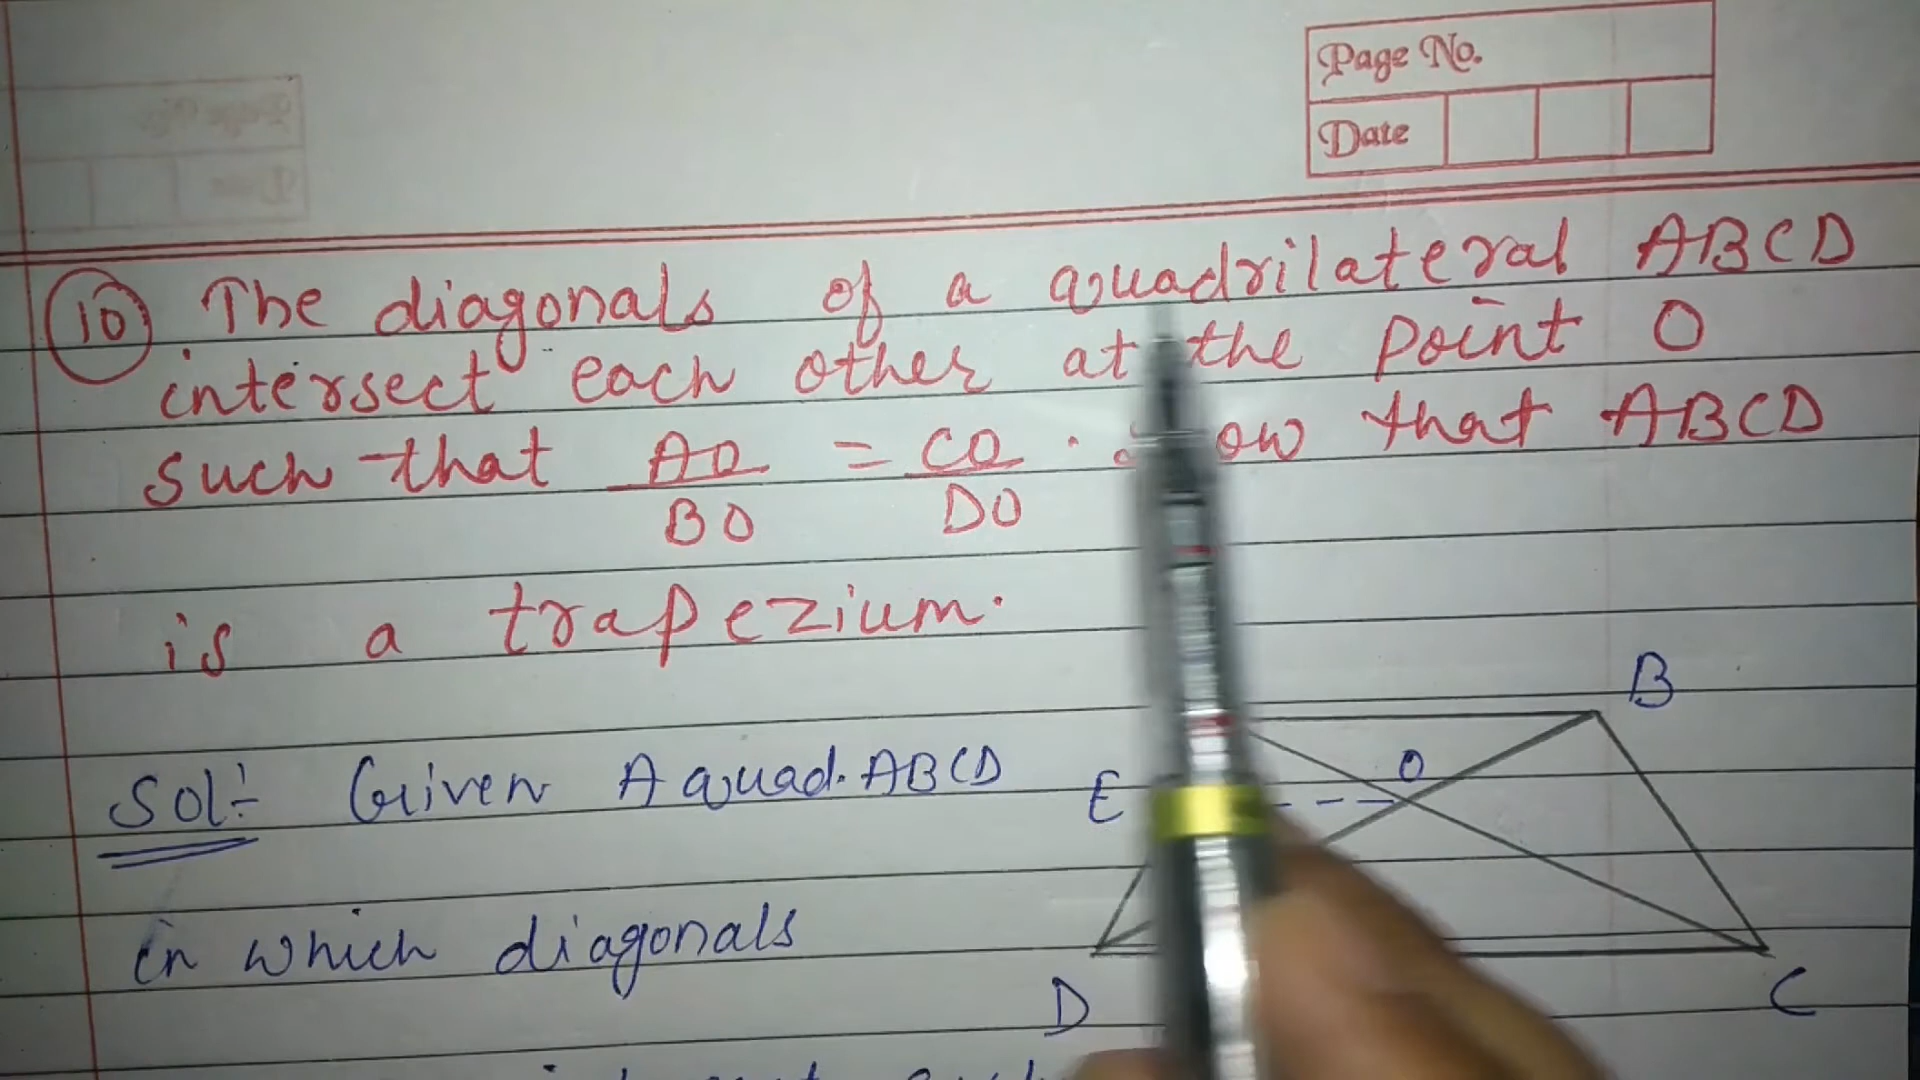 Page No.
Date
10 The diagonals of a quadrilateral ABCD
intersect each other at the point O
such that AO/BO = CO/DO . ow that ABCD
is a trapezium.
Sol:- Given A quad. ABCD
in which diagonals
B
O
E
D
C